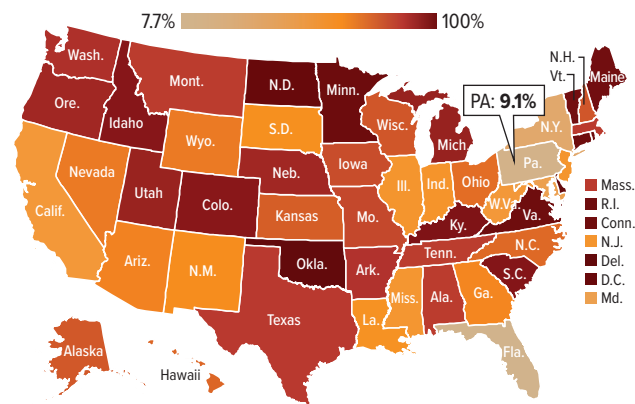 7.7% 100%
Wash.
Mont.
N.D.
Minn.
N.H.
Vt.
Maine
Ore.
Idaho
Wyo.
S.D.
Wisc.
Mich.
PA: 9.1%
N.Y.
Pa.
Nevada
Utah
Colo.
Neb.
Iowa
Ill.
Ind.
Ohio
W.Va.
Va.
Calif.
Kansas
Mo.
Ky.
N.C.
Ariz.
N.M.
Okla.
Ark.
Tenn.
S.C.
Texas
La.
Miss.
Ala.
Ga.
Fla.
Alaska
Hawaii
Mass.
R.I.
Conn.
N.J.
Del.
D.C.
Md.